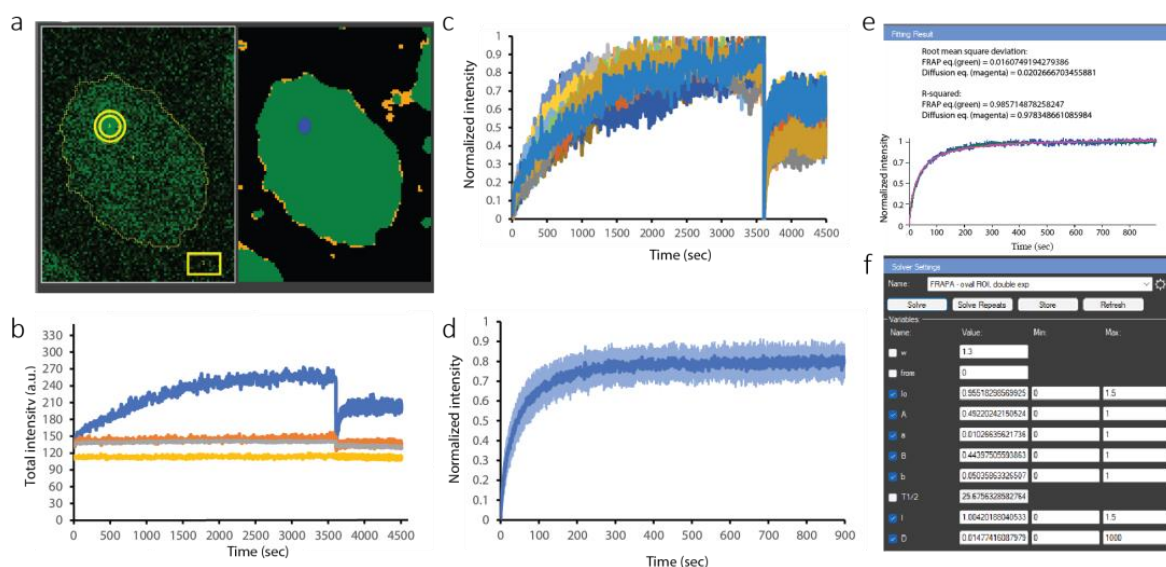 a
b
Total intensity (a.u.)
330
300
270
240
210
180
150
120
90
60
30
0
0 500 1000 1500 2000 2500 3000 3500 4000 4500
Time (sec)
c
Normalized intensity
1
0.9
0.8
0.7
0.6
0.5
0.4
0.3
0.2
0.1
0
0 500 1000 1500 2000 2500 3000 3500 4000 4500
Time (sec)
d
Normalized intensity
1
0.9
0.8
0.7
0.6
0.5
0.4
0.3
0.2
0.1
0
0 100 200 300 400 500 600 700 800 900
Time (sec)
e
Fitting Result
Root mean square deviation:
FRAP eq.(green) = 0.0160749194279386
Diffusion eq. (magenta) = 0.0202666703455881
R-squared:
FRAP eq.(green) = 0.985714878258247
Diffusion eq. (magenta) = 0.978348661085984
Normalized intensity
1
0.7
0.5
0.2
0
0 100 200 300 400 500 600 700 800
Time (sec)
f
Solver Settings
Name: FRAPA - oval ROI, double exp
Solve Solve Repeats Store Refresh
Variables:
Name: Value: Min: Max:
w 1.3
from 0
Io 0.95518298569925 0 1.5
A 0.49220242150524 0 1
a 0.01026635621736 0 1
B 0.44397505593863 0 1
b 0 1
T1/2 25.6756328582764
I 1.00420188040533 0 1.5
D 0.01477416087979 0 1000